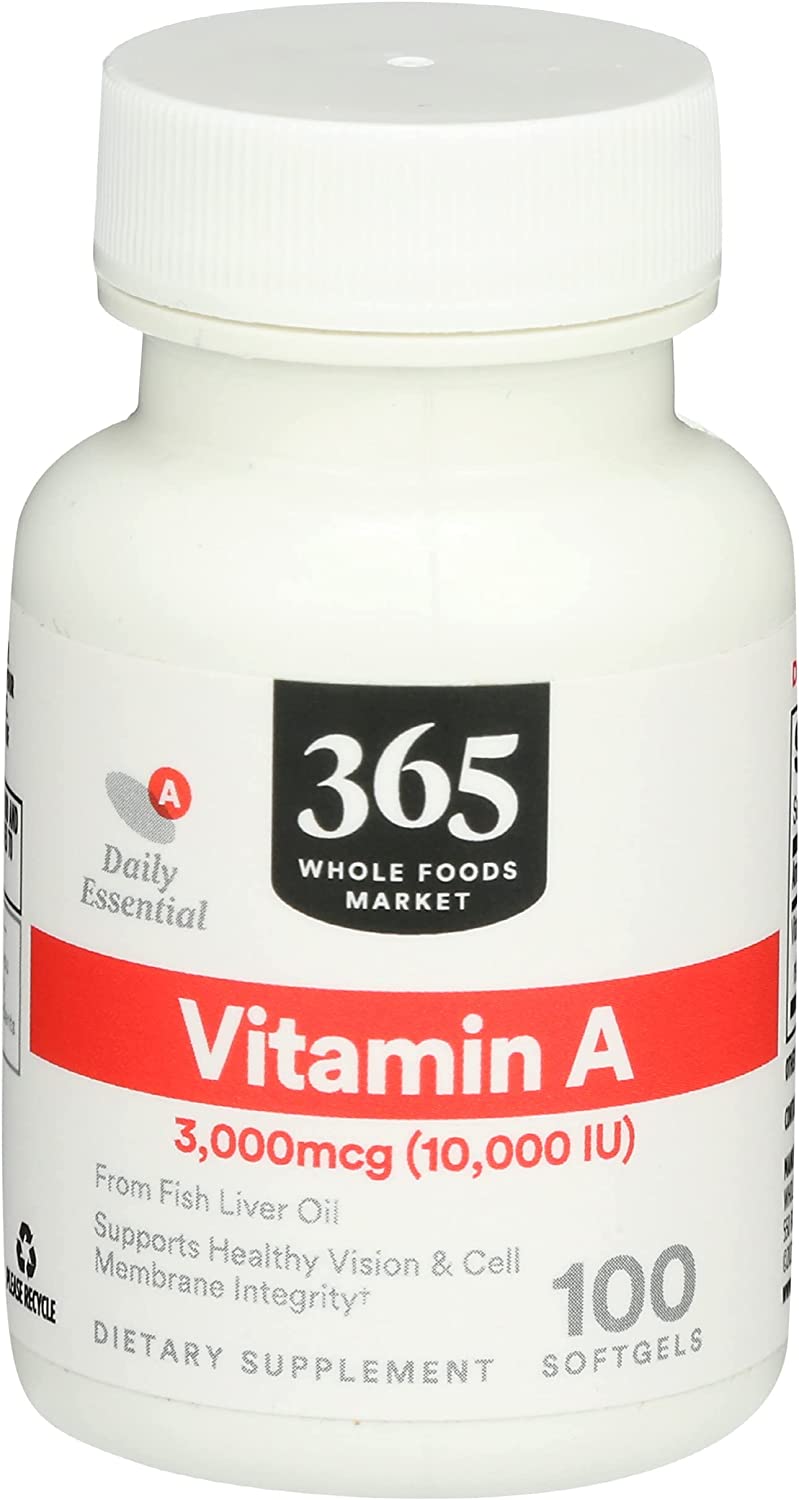 365
WHOLE FOODS
MARKET
A
Daily
Essential
Vitamin A
3,000mcg (10,000 IU)
From Fish Liver Oil
Supports Healthy Vision & Cell
Membrane Integrity†
DIETARY SUPPLEMENT
100
SOFTGELS
PLEASE RECYCLE